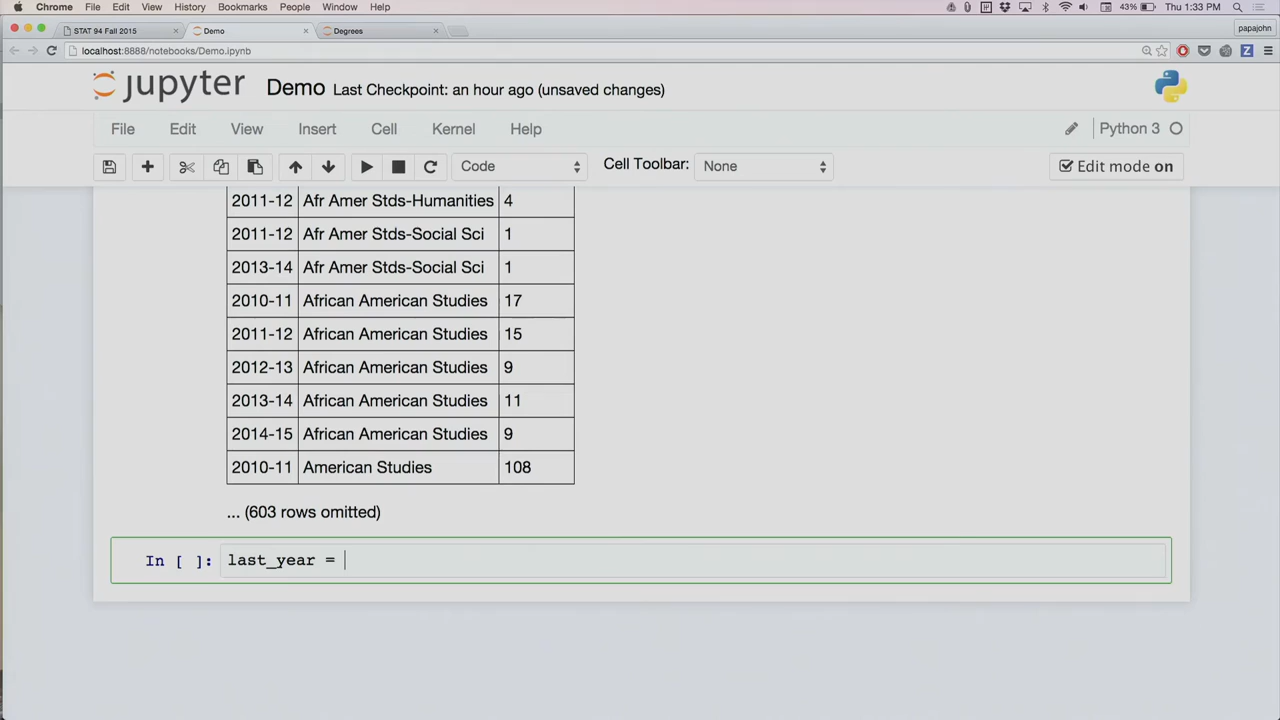 Chrome File Edit View History Bookmarks People Window Help 43% Thu 1:33 PM
STAT 94 Fall 2015 Demo Degrees papajohn
localhost:8888/notebooks/Demo.ipynb
jupyter Demo Last Checkpoint: an hour ago (unsaved changes)
File Edit View Insert Cell Kernel Help Python 3
Code Cell Toolbar: None Edit mode on
2011-12 Afr Amer Stds-Humanities 4
2011-12 Afr Amer Stds-Social Sci 1
2013-14 Afr Amer Stds-Social Sci 1
2010-11 African American Studies 17
2011-12 African American Studies 15
2012-13 African American Studies 9
2013-14 African American Studies 11
2014-15 African American Studies 9
2010-11 American Studies 108
... (603 rows omitted)
In [ ]: last_year =